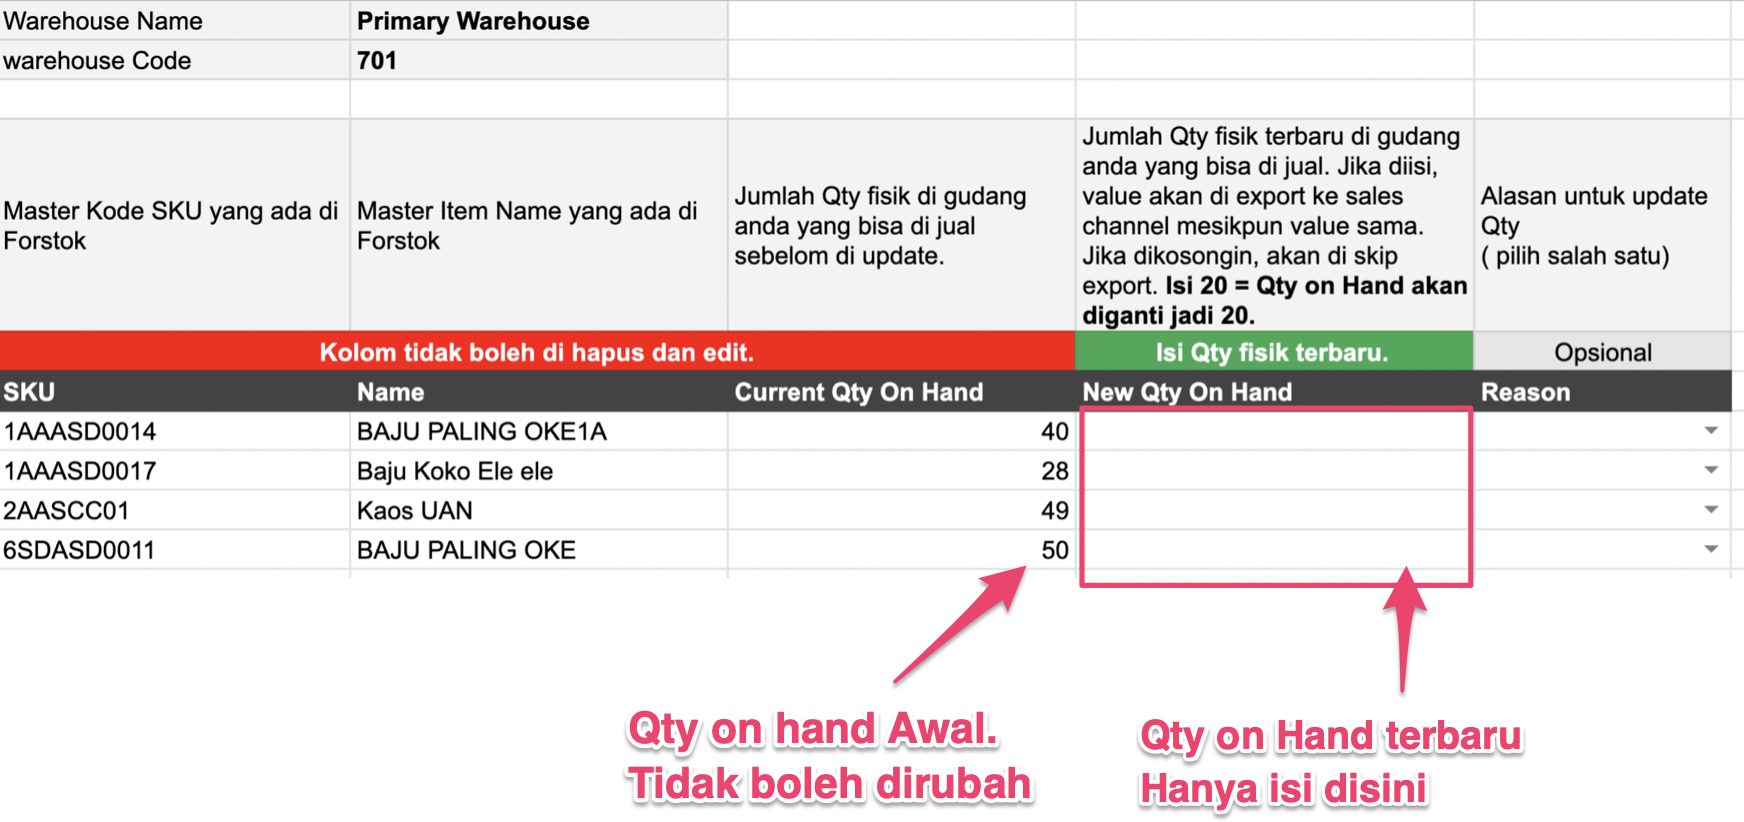 Warehouse Name Primary Warehouse
warehouse Code 701
Master Kode SKU yang ada di
Forstok
Master Item Name yang ada di
Forstok
Jumlah Qty fisik di gudang
anda yang bisa di jual
sebelom di update.
Jumlah Qty fisik terbaru di gudang
anda yang bisa di jual. Jika diisi,
value akan di export ke sales
channel mesikpun value sama.
Jika dikosongin, akan di skip
export. Isi 20 = Qty on Hand akan
diganti jadi 20.
Alasan untuk update
Qty
( pilih salah satu)
Kolom tidak boleh di hapus dan edit. Isi Qty fisik terbaru. Opsional
SKU Name Current Qty On Hand New Qty On Hand Reason
1AAASD0014 BAJU PALING OKE1A 40
1AAASD0017 Baju Koko Ele ele 28
2AASCC01 Kaos UAN 49
6SDASD0011 BAJU PALING OKE 50
Qty on hand Awal.
Tidak boleh dirubah
Qty on Hand terbaru
Hanya isi disini